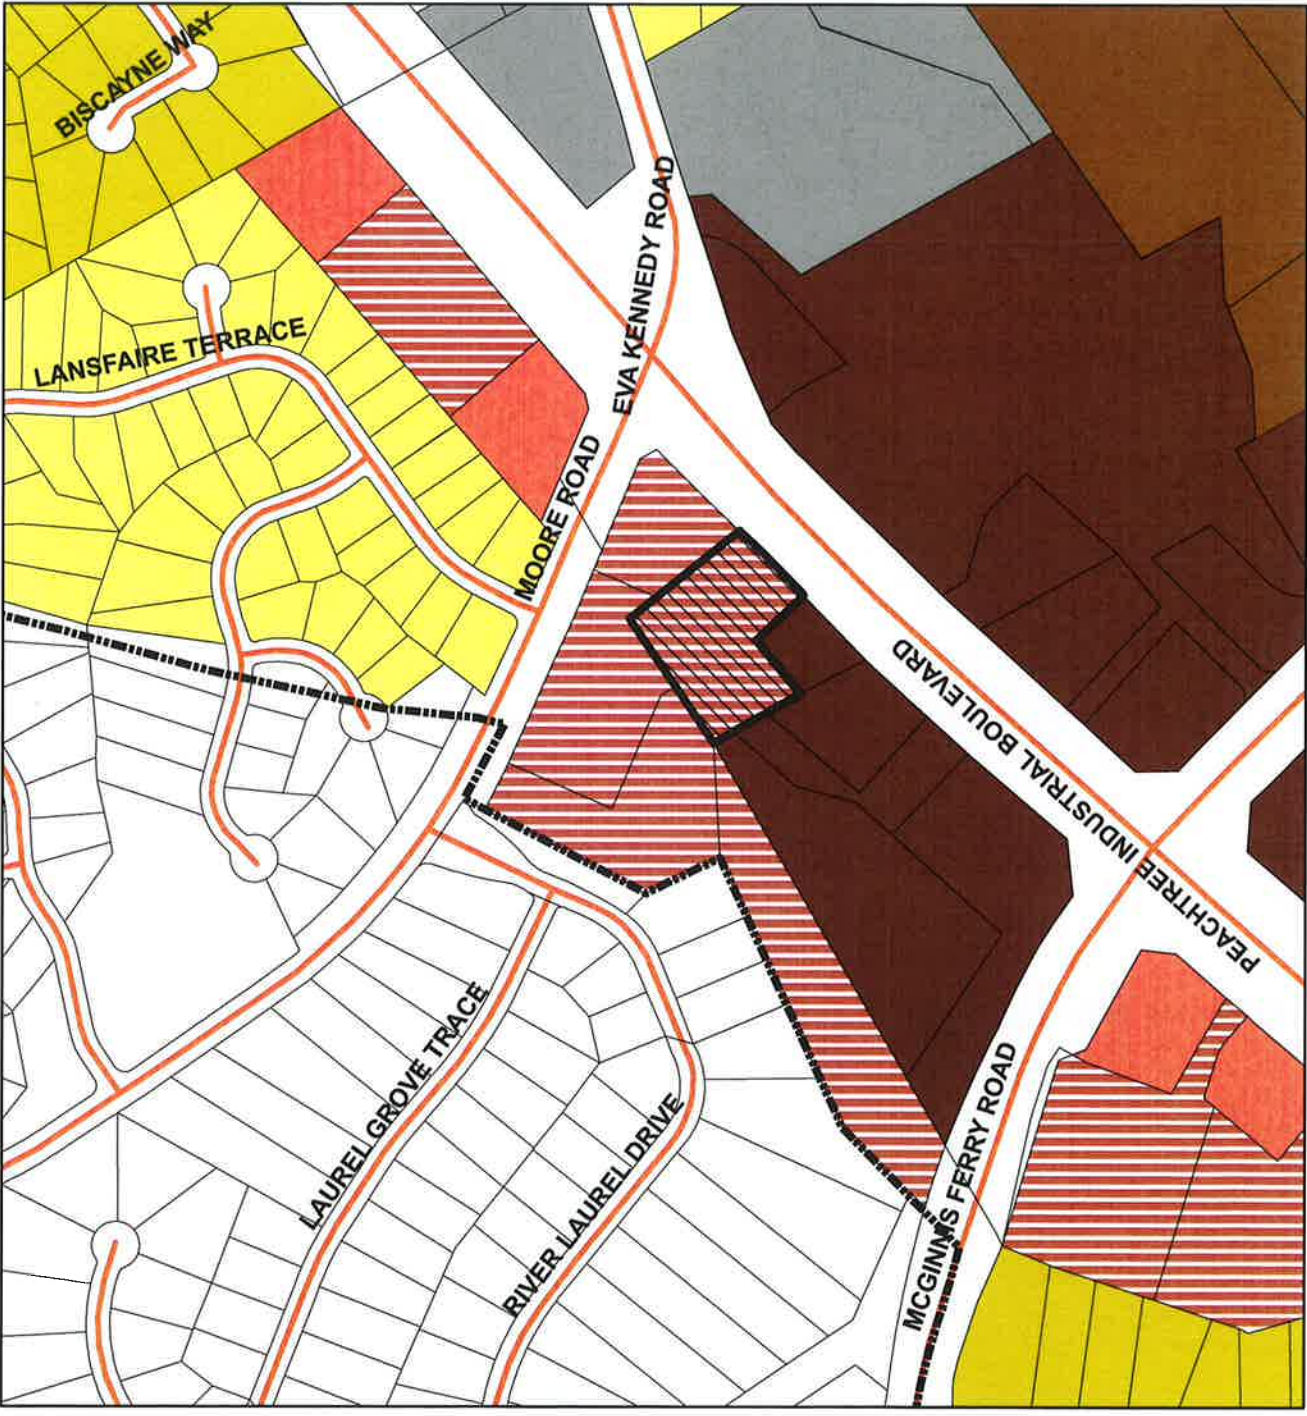 BISCAYNE WAY
EVA KENNEDY ROAD
LANSFAIRE TERRACE
MOORE ROAD
PEACHTREE INDUSTRIAL BOULEVARD
LAUREL GROVE TRACE
RIVER LAUREL DRIVE
MCGINNIS FERRY ROAD